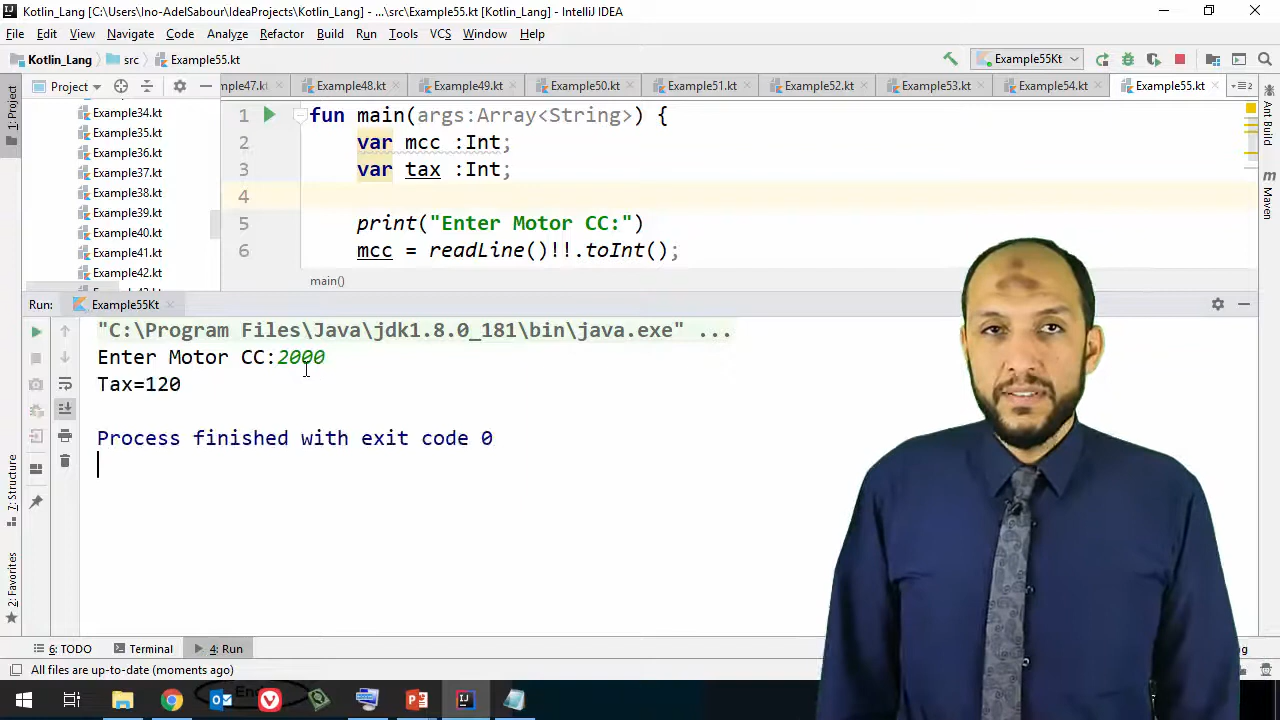 Kotlin_Lang [C:\Users\Ino-AdelSabour\IdeaProjects\Kotlin_Lang] - ...\src\Example55.kt [Kotlin_Lang] - IntelliJ IDEA
File Edit View Navigate Code Analyze Refactor Build Run Tools VCS Window Help
Kotlin_Lang src Example55.kt Example55Kt
Project ple47.kt Example48.kt Example49.kt Example50.kt Example51.kt Example52.kt Example53.kt Example54.kt Example55.kt
1: Project
Example34.kt
Example35.kt
Example36.kt
Example37.kt
Example38.kt
Example39.kt
Example40.kt
Example41.kt
Example42.kt
1 fun main(args:Array<String>) {
2 var mcc :Int;
3 var tax :Int;
4
5 print("Enter Motor CC:")
6 mcc = readLine()!!.toInt();
main()
Ant Build
Maven
Run: Example55Kt
"C:\Program Files\Java\jdk1.8.0_181\bin\java.exe" ...
Enter Motor CC:2000
Tax=120
Process finished with exit code 0
7: Structure
2: Favorites
6: TODO Terminal 4: Run
All files are up-to-date (moments ago)